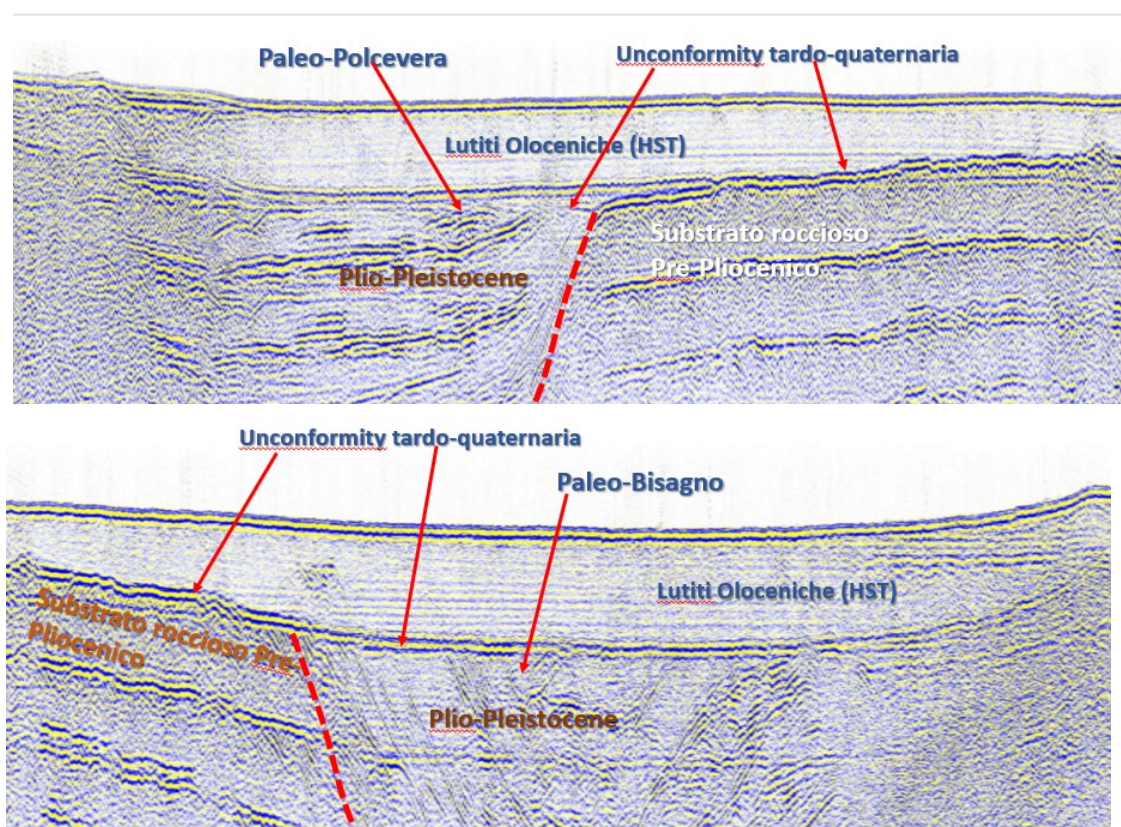 Paleo-Polcevera
Unconformity tardo-quaternaria
Lutiti Oloceniche (HST)
Substrato roccioso
Pre-Pliocenico
Plio-Pleistocene
Unconformity tardo-quaternaria
Paleo-Bisagno
Lutiti Oloceniche (HST)
Substrato roccioso Pre-
Pliocenico
Plio-Pleistocene